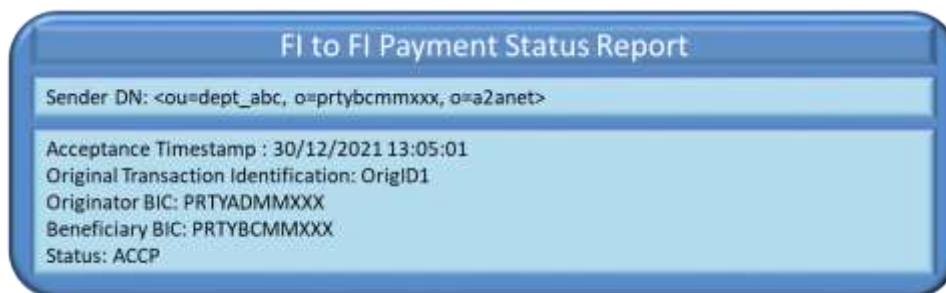 FI to FI Payment Status Report
Sender DN: <ou=dept_abc, o=prtybcmmxxx, o=a2anet>
Acceptance Timestamp : 30/12/2021 13:05:01
Original Transaction Identification: OrigID1
Originator BIC: PRTYADMMXXX
Beneficiary BIC: PRTYBCMMXXX
Status: ACCP